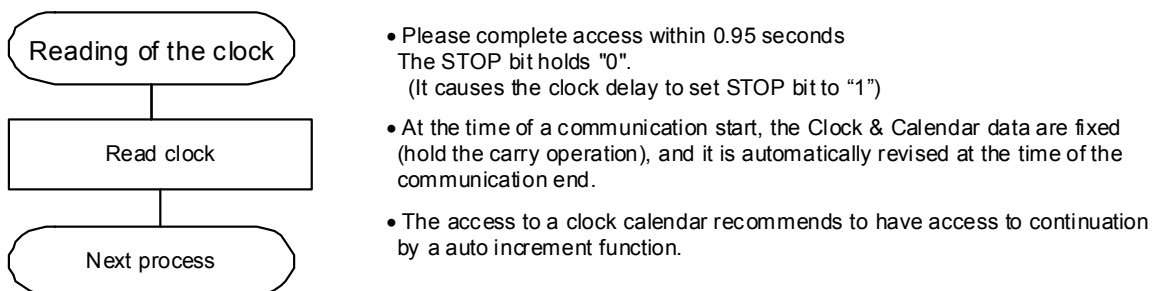 Reading of the clock
Read clock
Next process
• Please complete access within 0.95 seconds
The STOP bit holds "0".
(It causes the clock delay to set STOP bit to “1”)
• At the time of a communication start, the Clock & Calendar data are fixed
(hold the carry operation), and it is automatically revised at the time of the
communication end.
• The access to a clock calendar recommends to have access to continuation
by a auto increment function.